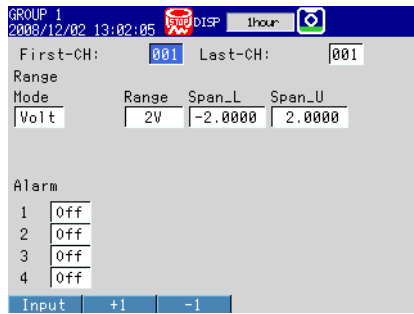 GROUP 1
2008/12/02 13:02:05 STOP DISP 1hour
First-CH: 001 Last-CH: 001
Range
Mode Range Span_L Span_U
Volt 2V -2.0000 2.0000
Alarm
1 Off
2 Off
3 Off
4 Off
Input +1 -1